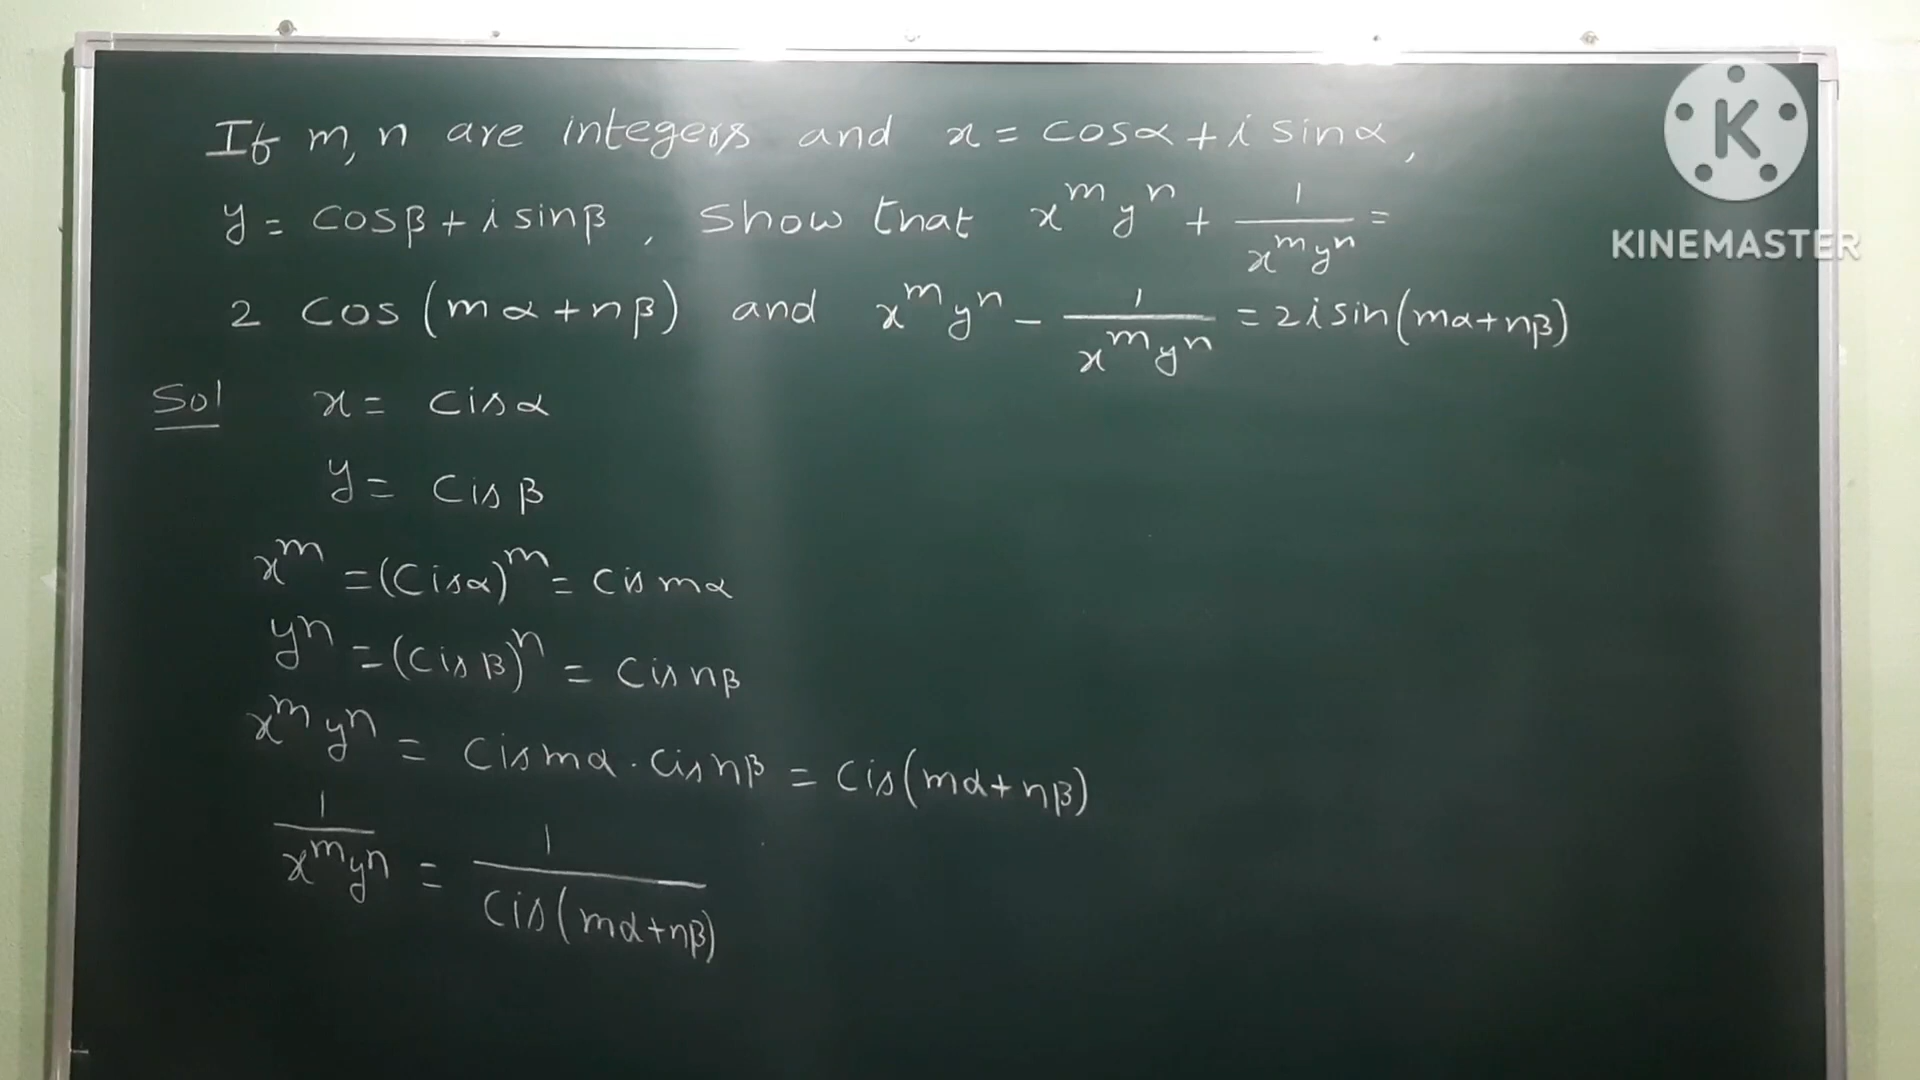 If m, n are integers and x = cosα + i sinα,
y = cosβ + i sinβ, show that x^m y^n + 1/(x^m y^n) =
2 cos(mα + nβ) and x^m y^n - 1/(x^m y^n) = 2i sin(mα + nβ)
Sol x = cisα
y = cisβ
x^m = (cisα)^m = cis mα
y^n = (cisβ)^n = cis nβ
x^m y^n = cis mα · cis nβ = cis(mα + nβ)
1/(x^m y^n) = 1/cis(mα + nβ)
K
KINEMASTER